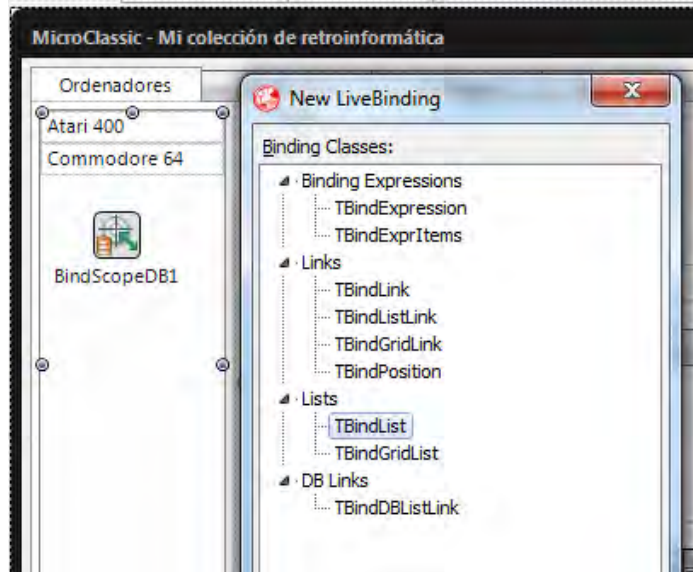 MicroClassic - Mi colección de retroinformática
Ordenadores
Atari 400
Commodore 64
BindScopeDB1
New LiveBinding
Binding Classes:
Binding Expressions
TBindExpression
TBindExprItems
Links
TBindLink
TBindListLink
TBindGridLink
TBindPosition
Lists
TBindList
TBindGridList
DB Links
TBindDBListLink